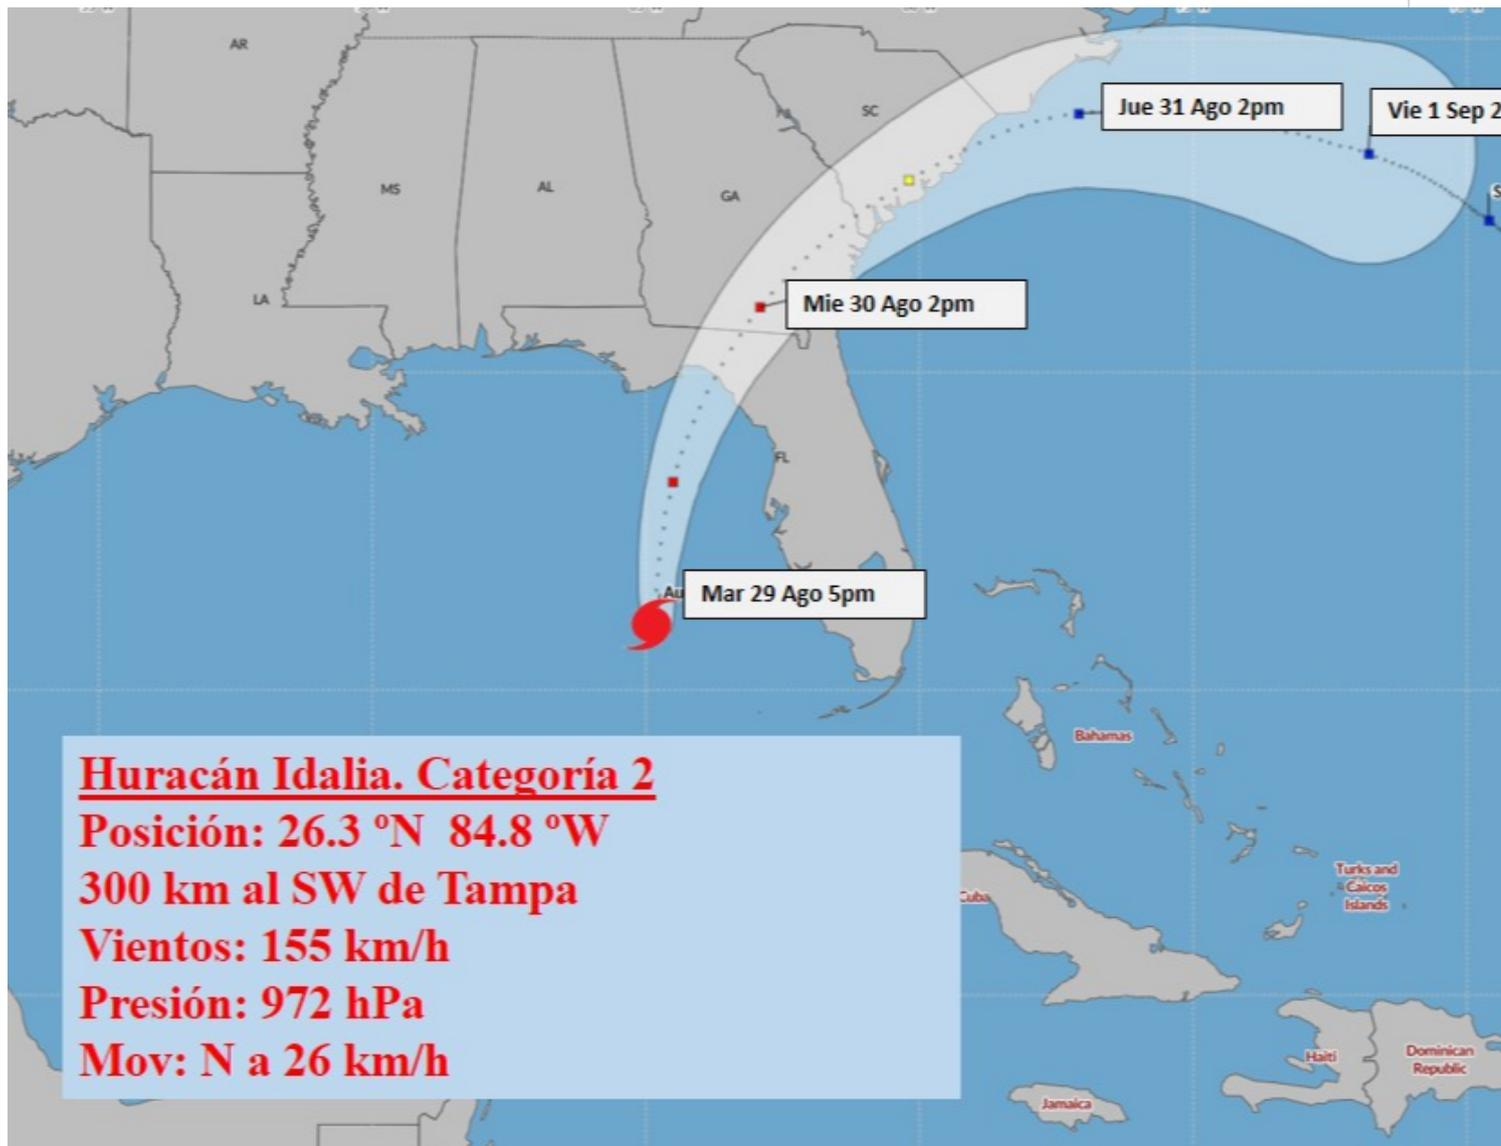 AR
SC
Jue 31 Ago 2pm
Vie 1 Sep 2
MS
AL
GA
LA
Mie 30 Ago 2pm
FL
Au
Mar 29 Ago 5pm
Bahamas
Huracán Idalia. Categoría 2
Posición: 26.3 ºN  84.8 ºW
300 km al SW de Tampa
Vientos: 155 km/h
Presión: 972 hPa
Mov: N a 26 km/h
Cuba
Turks and
Caicos
Islands
Haiti
Dominican
Republic
Jamaica